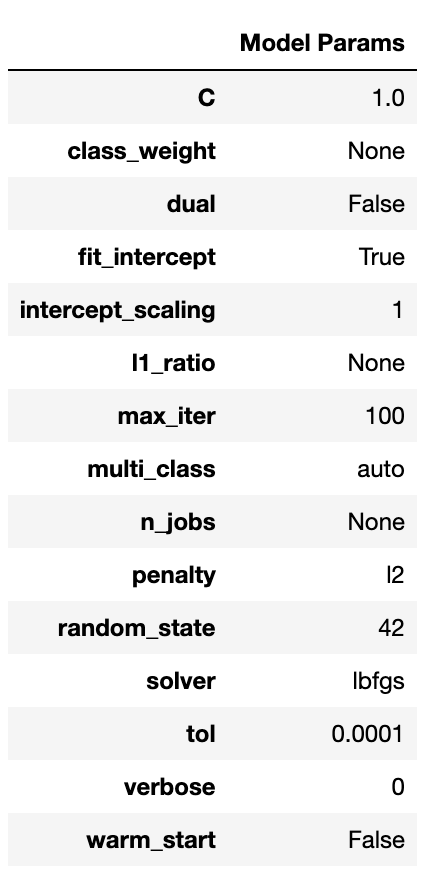 Model Params
C 1.0
class_weight None
dual False
fit_intercept True
intercept_scaling 1
l1_ratio None
max_iter 100
multi_class auto
n_jobs None
penalty l2
random_state 42
solver lbfgs
tol 0.0001
verbose 0
warm_start False